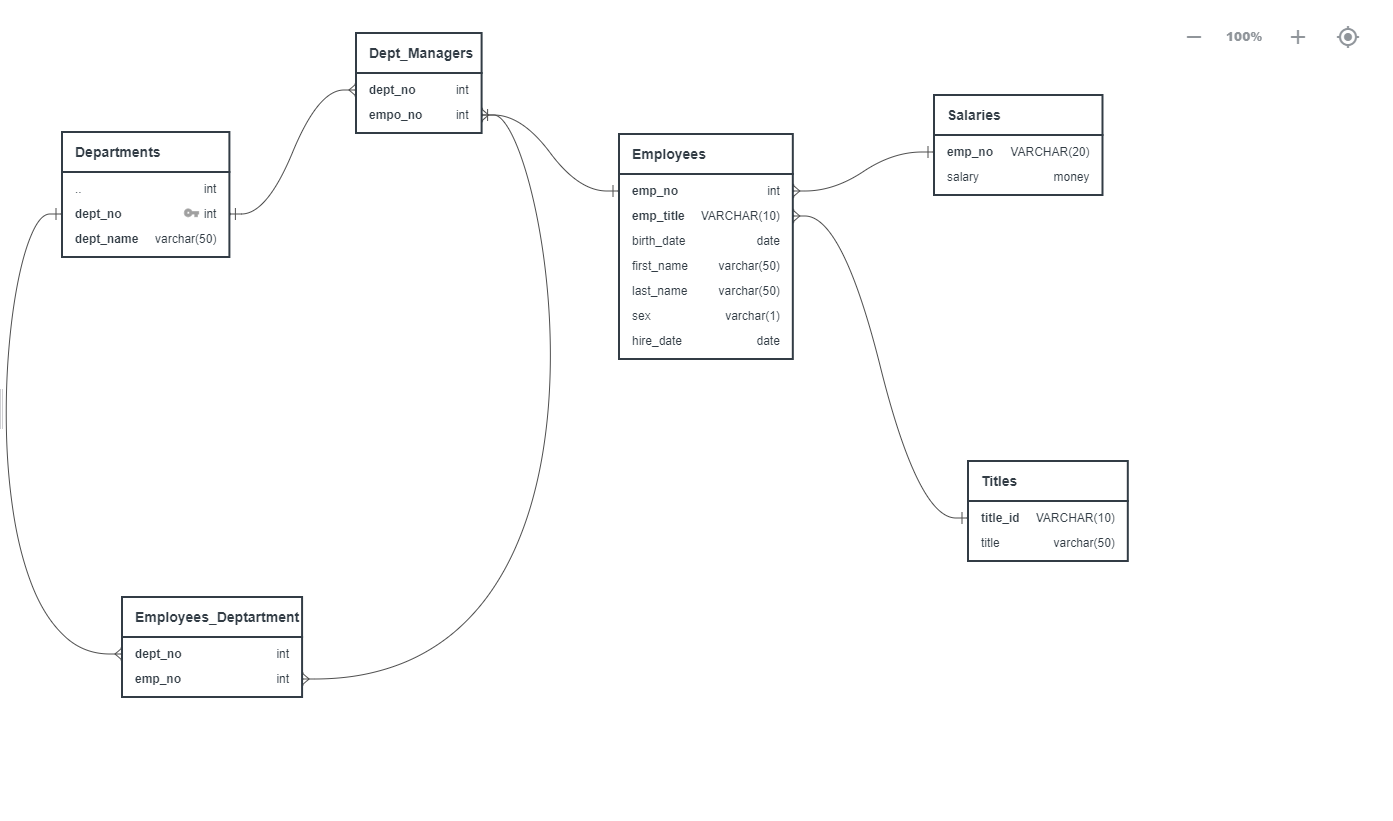 100%
Dept_Managers
dept_no int
empo_no int
Departments
.. int
dept_no int
dept_name varchar(50)
Employees
emp_no int
emp_title VARCHAR(10)
birth_date date
first_name varchar(50)
last_name varchar(50)
sex varchar(1)
hire_date date
Salaries
emp_no VARCHAR(20)
salary money
Titles
title_id VARCHAR(10)
title varchar(50)
Employees_Deptartment
dept_no int
emp_no int